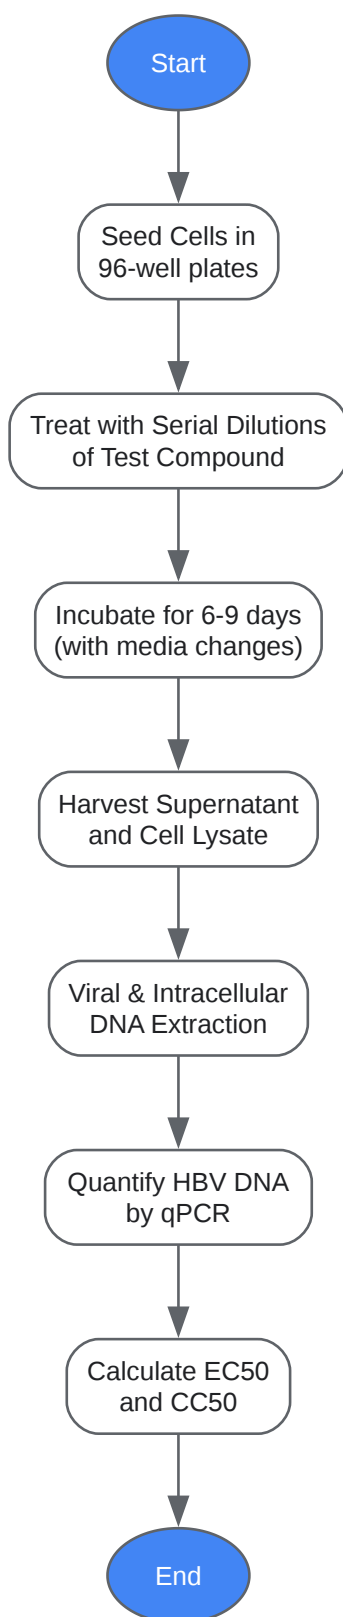 Start
Seed Cells in
96-well plates
Treat with Serial Dilutions
of Test Compound
Incubate for 6-9 days
(with media changes)
Harvest Supernatant
and Cell Lysate
Viral & Intracellular
DNA Extraction
Quantify HBV DNA
by qPCR
Calculate EC50
and CC50
End